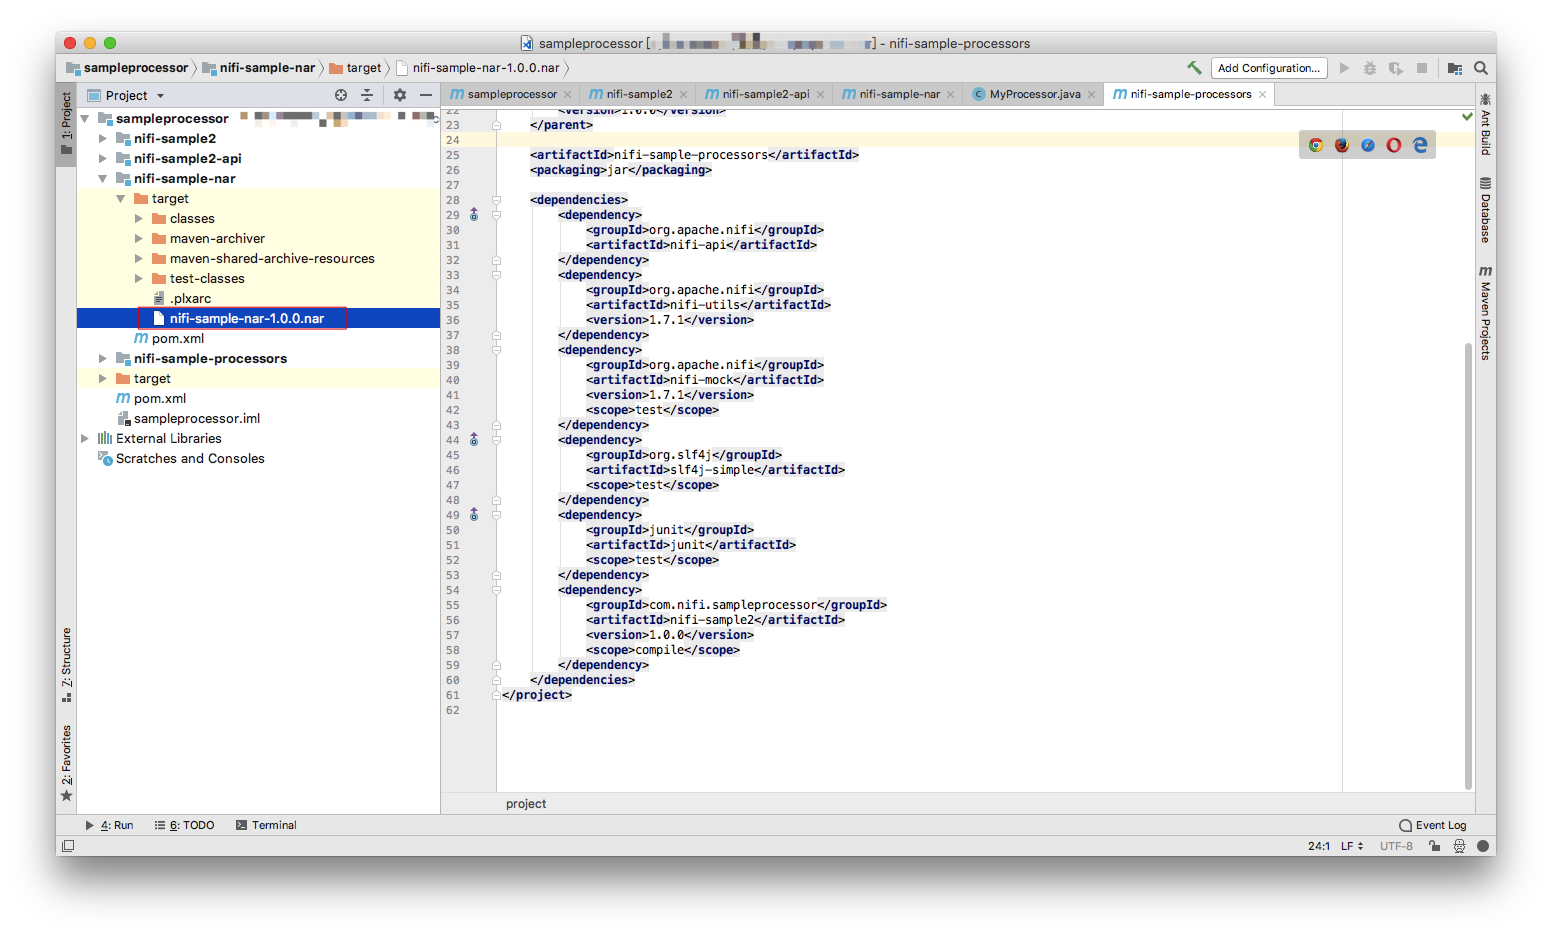 sampleprocessor [ ] - nifi-sample-processors
sampleprocessor nifi-sample-nar target nifi-sample-nar-1.0.0.nar
Add Configuration...
1: Project
Project
sampleprocessor
nifi-sample2
nifi-sample2-api
nifi-sample-nar
target
classes
maven-archiver
maven-shared-archive-resources
test-classes
.plxarc
nifi-sample-nar-1.0.0.nar
pom.xml
nifi-sample-processors
target
pom.xml
sampleprocessor.iml
External Libraries
Scratches and Consoles
7: Structure
2: Favorites
sampleprocessor nifi-sample2 nifi-sample2-api nifi-sample-nar MyProcessor.java nifi-sample-processors
22 <version>1.0.0</version>
23 </parent>
24
25 <artifactId>nifi-sample-processors</artifactId>
26 <packaging>jar</packaging>
27
28 <dependencies>
29 <dependency>
30 <groupId>org.apache.nifi</groupId>
31 <artifactId>nifi-api</artifactId>
32 </dependency>
33 <dependency>
34 <groupId>org.apache.nifi</groupId>
35 <artifactId>nifi-utils</artifactId>
36 <version>1.7.1</version>
37 </dependency>
38 <dependency>
39 <groupId>org.apache.nifi</groupId>
40 <artifactId>nifi-mock</artifactId>
41 <version>1.7.1</version>
42 <scope>test</scope>
43 </dependency>
44 <dependency>
45 <groupId>org.slf4j</groupId>
46 <artifactId>slf4j-simple</artifactId>
47 <scope>test</scope>
48 </dependency>
49 <dependency>
50 <groupId>junit</groupId>
51 <artifactId>junit</artifactId>
52 <scope>test</scope>
53 </dependency>
54 <dependency>
55 <groupId>com.nifi.sampleprocessor</groupId>
56 <artifactId>nifi-sample2</artifactId>
57 <version>1.0.0</version>
58 <scope>compile</scope>
59 </dependency>
60 </dependencies>
61 </project>
62
project
Ant Build
Database
Maven Projects
4: Run 6: TODO Terminal Event Log
24:1 LF UTF-8